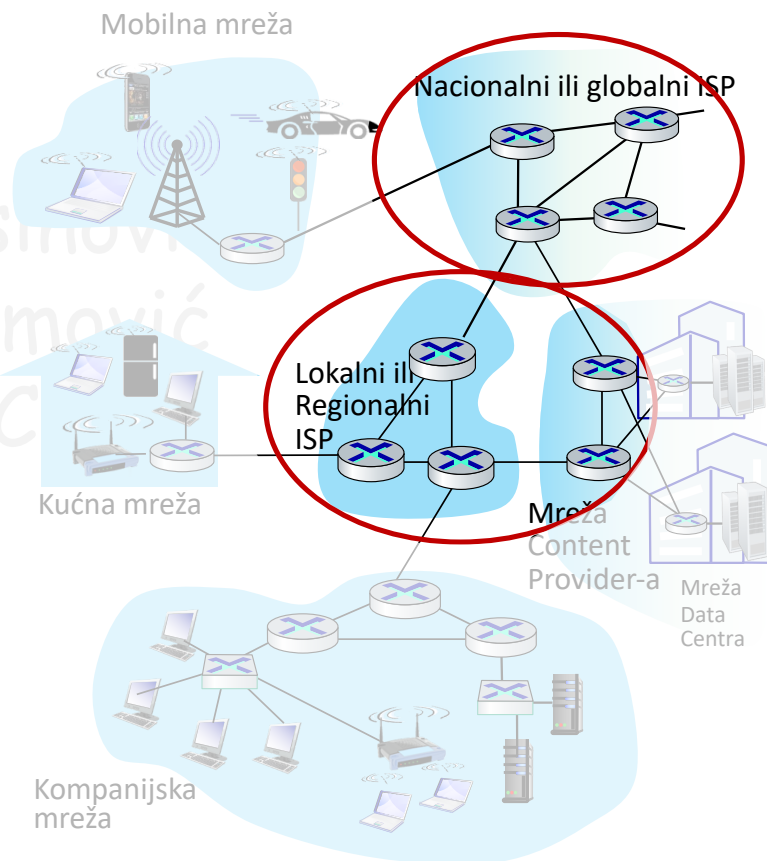 Mobilna mreža
Nacionalni ili globalni ISP
Lokalni ili
Regionalni
ISP
Kućna mreža
Mreža
Content
Provider-a
Mreža
Data
Centra
Kompanijska
mreža